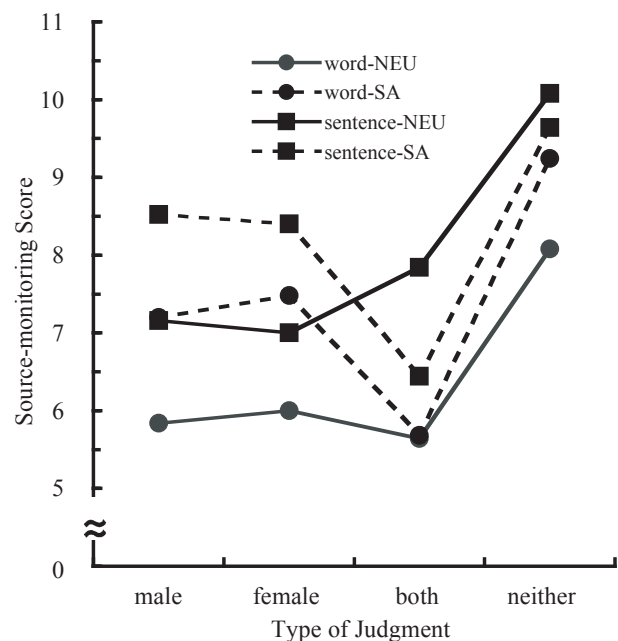 11
10
9
8
7
6
5
0
Source-monitoring Score
word-NEU
word-SA
sentence-NEU
sentence-SA
male female both neither
Type of Judgment